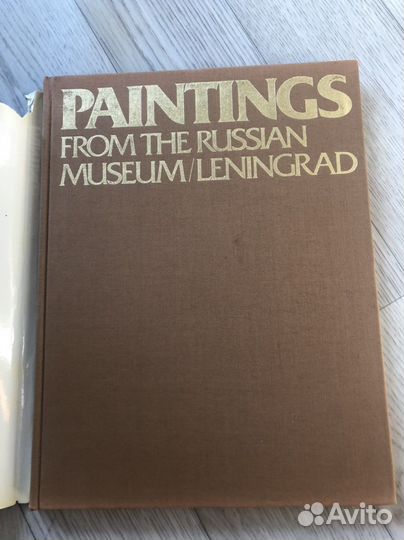 PAINTINGS
FROM THE RUSSIAN
MUSEUM/LENINGRAD
Avito